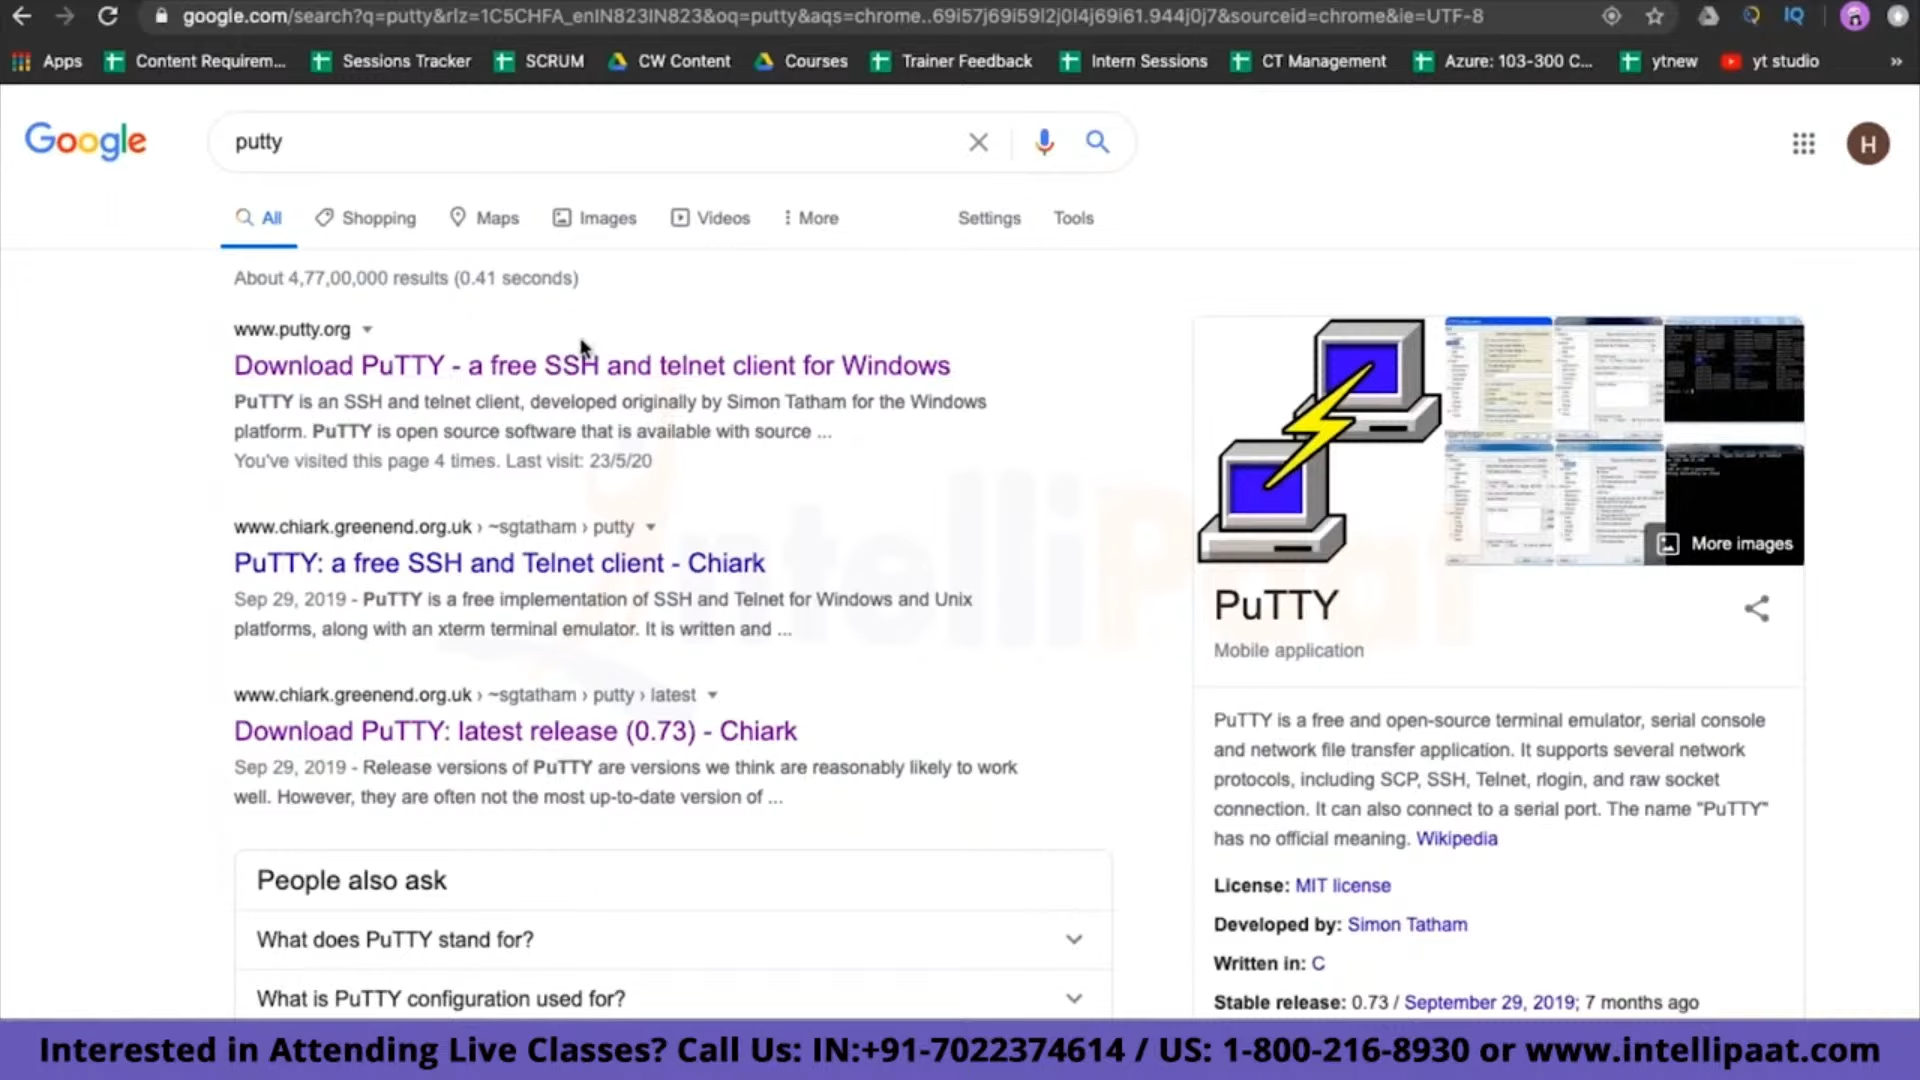 google.com/search?q=putty&rlz=1C5CHFA_enIN823IN823&oq=putty&aqs=chrome..69i57j69i59l2j0l4j69i61.944j0j7&sourceid=chrome&ie=UTF-8
IQ
Apps Content Requirem... Sessions Tracker SCRUM CW Content Courses Trainer Feedback Intern Sessions CT Management Azure: 103-300 C... ytnew yt studio »
Google
putty
H
All Shopping Maps Images Videos More Settings Tools
About 4,77,00,000 results (0.41 seconds)
www.putty.org
Download PuTTY - a free SSH and telnet client for Windows
PuTTY is an SSH and telnet client, developed originally by Simon Tatham for the Windows
platform. PuTTY is open source software that is available with source ...
You've visited this page 4 times. Last visit: 23/5/20
www.chiark.greenend.org.uk › ~sgtatham › putty
PuTTY: a free SSH and Telnet client - Chiark
Sep 29, 2019 - PuTTY is a free implementation of SSH and Telnet for Windows and Unix
platforms, along with an xterm terminal emulator. It is written and ...
www.chiark.greenend.org.uk › ~sgtatham › putty › latest
Download PuTTY: latest release (0.73) - Chiark
Sep 29, 2019 - Release versions of PuTTY are versions we think are reasonably likely to work
well. However, they are often not the most up-to-date version of ...
People also ask
What does PuTTY stand for?
What is PuTTY configuration used for?
More images
PuTTY
Mobile application
PuTTY is a free and open-source terminal emulator, serial console
and network file transfer application. It supports several network
protocols, including SCP, SSH, Telnet, rlogin, and raw socket
connection. It can also connect to a serial port. The name "PuTTY"
has no official meaning. Wikipedia
License: MIT license
Developed by: Simon Tatham
Written in: C
Stable release: 0.73 / September 29, 2019; 7 months ago
intelliPaat
Interested in Attending Live Classes? Call Us: IN:+91-7022374614 / US: 1-800-216-8930 or www.intellipaat.com